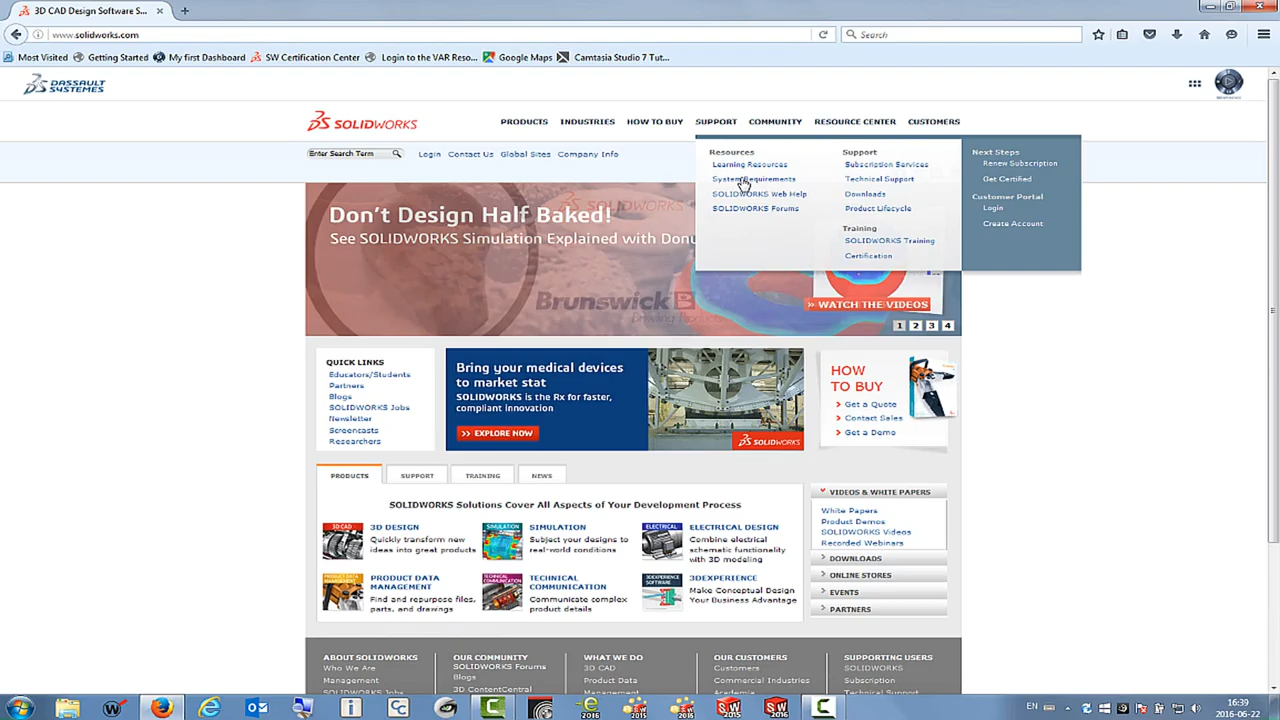 3D CAD Design Software S...
www.solidworks.com
Search
Most Visited
Getting Started
My first Dashboard
SW Certification Center
Login to the VAR Reso...
Google Maps
Camtasia Studio 7 Tut...
DASSAULT SYSTEMES
SOLIDWORKS
PRODUCTS
INDUSTRIES
HOW TO BUY
SUPPORT
COMMUNITY
RESOURCE CENTER
CUSTOMERS
Enter Search Term
Login
Contact Us
Global Sites
Company Info
Resources
Learning Resources
System Requirements
SOLIDWORKS Web Help
SOLIDWORKS Forums
Support
Subscription Services
Technical Support
Downloads
Product Lifecycle
Training
SOLIDWORKS Training
Certification
Next Steps
Renew Subscription
Get Certified
Customer Portal
Login
Create Account
SOLIDWORKS
Don't Design Half Baked!
See SOLIDWORKS Simulation Explained with Donu
BRUNSWICK
Bowling Products
>> WATCH THE VIDEOS
1 2 3 4
QUICK LINKS
Educators/Students
Partners
Blogs
SOLIDWORKS Jobs
Newsletter
Screencasts
Researchers
Bring your medical devices
to market stat
SOLIDWORKS is the Rx for faster,
compliant innovation
>> EXPLORE NOW
SOLIDWORKS
HOW
TO BUY
Get a Quote
Contact Sales
Get a Demo
PRODUCTS
SUPPORT
TRAINING
NEWS
SOLIDWORKS Solutions Cover All Aspects of Your Development Process
3D CAD
3D DESIGN
Quickly transform new
ideas into great products
SIMULATION
SIMULATION
Subject your designs to
real-world conditions
ELECTRICAL
ELECTRICAL DESIGN
Combine electrical
schematic functionality
with 3D modeling
PRODUCT DATA
MANAGEMENT
Find and repurpose files,
parts, and drawings
TECHNICAL
COMMUNICATION
Communicate complex
product details
3DEXPERIENCE
Make Conceptual Design
Your Business Advantage
VIDEOS & WHITE PAPERS
White Papers
Product Demos
SOLIDWORKS Videos
Recorded Webinars
DOWNLOADS
ONLINE STORES
EVENTS
PARTNERS
ABOUT SOLIDWORKS
Who We Are
Management
SOLIDWORKS Jobs
OUR COMMUNITY
SOLIDWORKS Forums
Blogs
3D ContentCentral
WHAT WE DO
3D CAD
Product Data
Management
OUR CUSTOMERS
Customers
Commercial Industries
Academia
SUPPORTING USERS
SOLIDWORKS
Subscription
Technical Support
2016
2015
2015
2015
2016
EN
16:39
2016-06-22